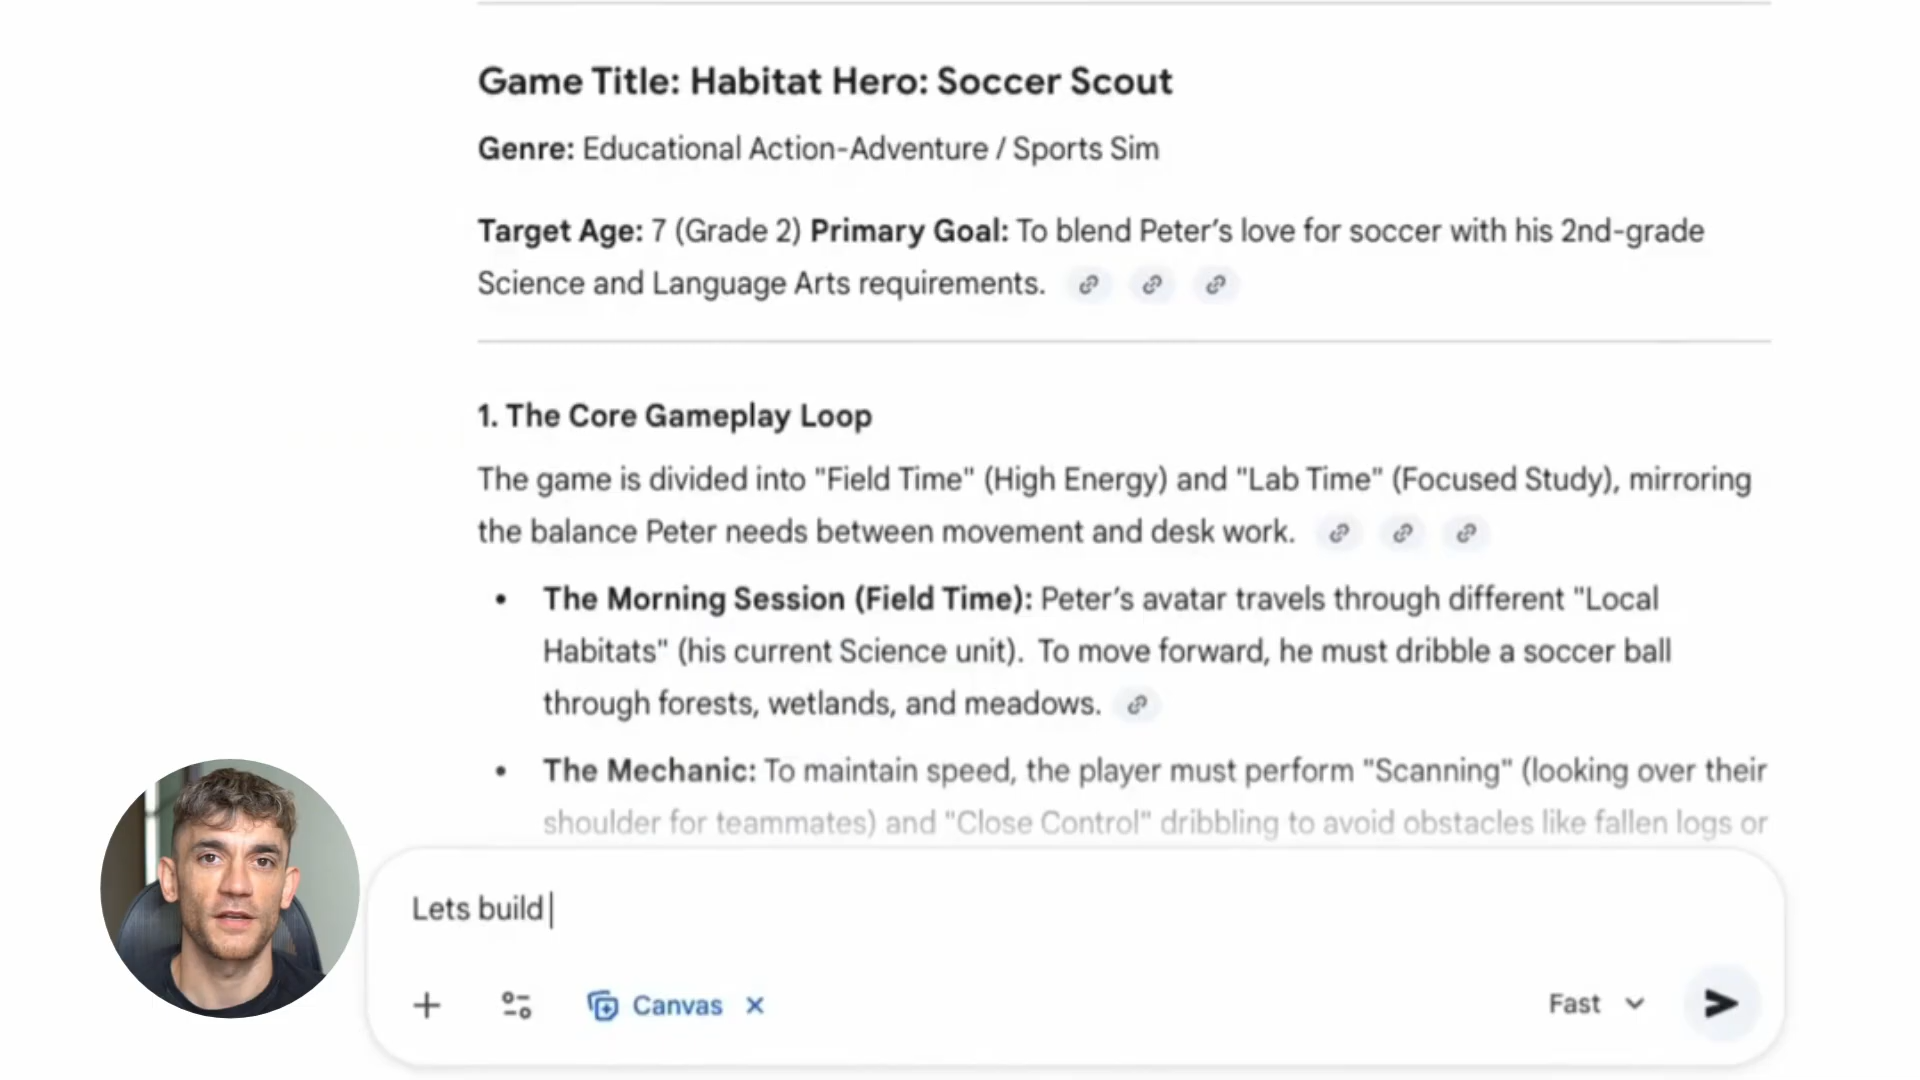 Game Title: Habitat Hero: Soccer Scout
Genre: Educational Action-Adventure / Sports Sim
Target Age: 7 (Grade 2) Primary Goal: To blend Peter's love for soccer with his 2nd-grade
Science and Language Arts requirements.
1. The Core Gameplay Loop
The game is divided into "Field Time" (High Energy) and "Lab Time" (Focused Study), mirroring
the balance Peter needs between movement and desk work.
• The Morning Session (Field Time): Peter's avatar travels through different "Local
Habitats" (his current Science unit). To move forward, he must dribble a soccer ball
through forests, wetlands, and meadows.
• The Mechanic: To maintain speed, the player must perform "Scanning" (looking over their
shoulder for teammates) and "Close Control" dribbling to avoid obstacles like fallen logs or
Lets build
Canvas
Fast